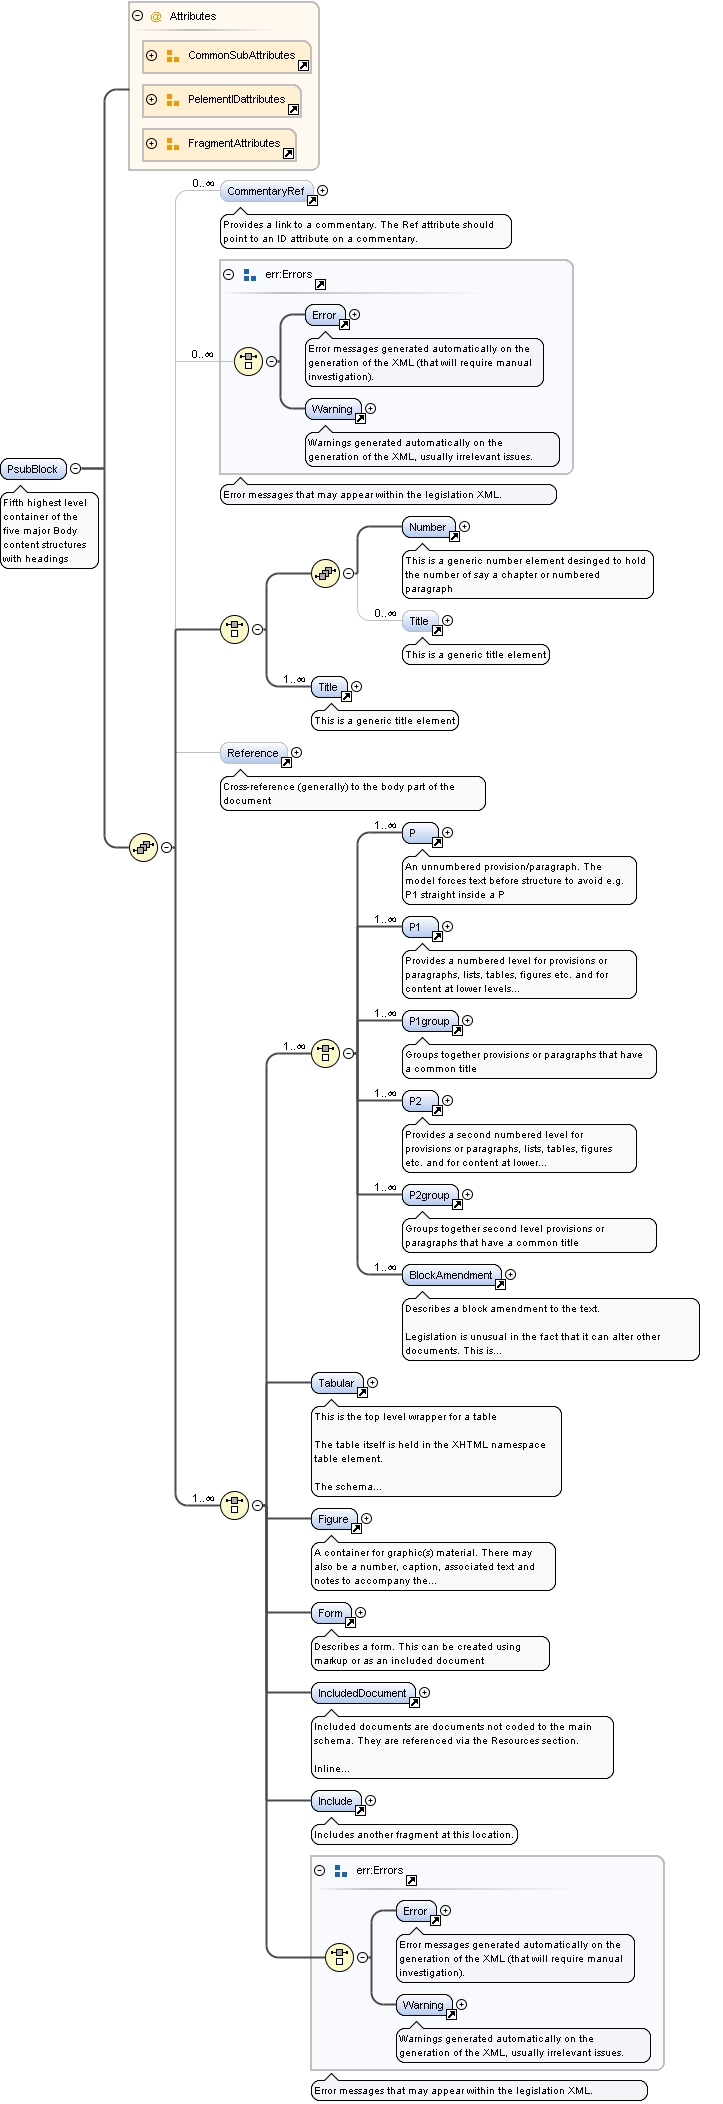 @ Attributes
CommonSubAttributes
PelementIDattributes
FragmentAttributes
0..∞
CommentaryRef
Provides a link to a commentary. The Ref attribute should
point to an ID attribute on a commentary.
err:Errors
Error
0..∞
Error messages generated automatically on the
generation of the XML (that will require manual
investigation).
Warning
Warnings generated automatically on the
generation of the XML, usually irrelevant issues.
PsubBlock
Fifth highest level
container of the
five major Body
content structures
with headings
Error messages that may appear within the legislation XML.
Number
This is a generic number element desinged to hold
the number of say a chapter or numbered
paragraph
0..∞
Title
This is a generic title element
1..∞
Title
This is a generic title element
Reference
Cross-reference (generally) to the body part of the
document
1..∞
P
An unnumbered provision/paragraph. The
model forces text before structure to avoid e.g.
P1 straight inside a P
1..∞
P1
Provides a numbered level for provisions or
paragraphs, lists, tables, figures etc. and for
content at lower levels...
1..∞
P1group
1..∞
Groups together provisions or paragraphs that have
a common title
1..∞
P2
Provides a second numbered level for
provisions or paragraphs, lists, tables, figures
etc. and for content at lower...
1..∞
P2group
Groups together second level provisions or
paragraphs that have a common title
1..∞
BlockAmendment
Describes a block amendment to the text.
Legislation is unusual in the fact that it can alter other
documents. This is...
Tabular
This is the top level wrapper for a table
The table itself is held in the XHTML namespace
table element.
The schema...
1..∞
Figure
A container for graphic(s) material. There may
also be a number, caption, associated text and
notes to accompany the...
Form
Describes a form. This can be created using
markup or as an included document
IncludedDocument
Included documents are documents not coded to the main
schema. They are referenced via the Resources section.
Inline...
Include
Includes another fragment at this location.
err:Errors
Error
Error messages generated automatically on the
generation of the XML (that will require manual
investigation).
Warning
Warnings generated automatically on the
generation of the XML, usually irrelevant issues.
Error messages that may appear within the legislation XML.